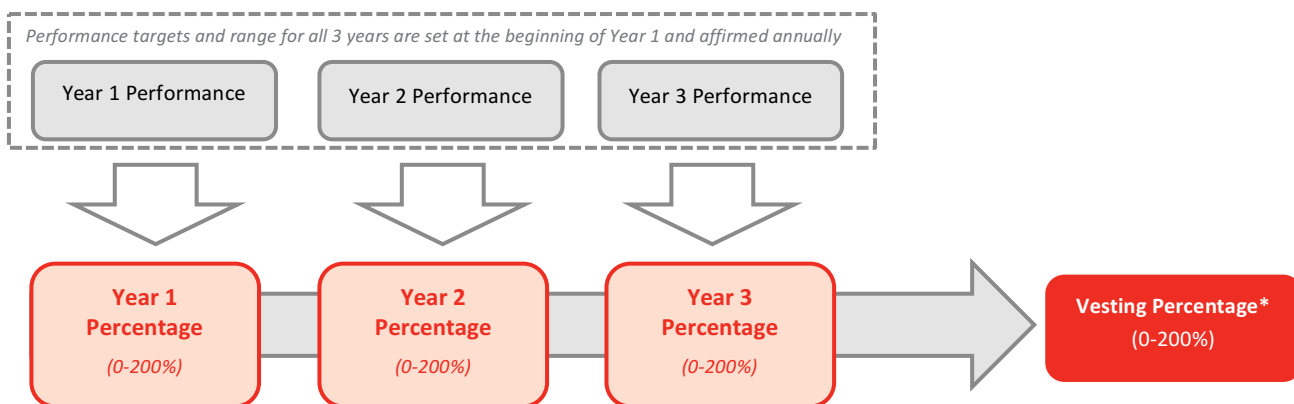 Performance targets and range for all 3 years are set at the beginning of Year 1 and affirmed annually
Year 1 Performance
Year 2 Performance
Year 3 Performance
Year 1
Percentage
(0-200%)
Year 2
Percentage
(0-200%)
Year 3
Percentage
(0-200%)
Vesting Percentage*
(0-200%)